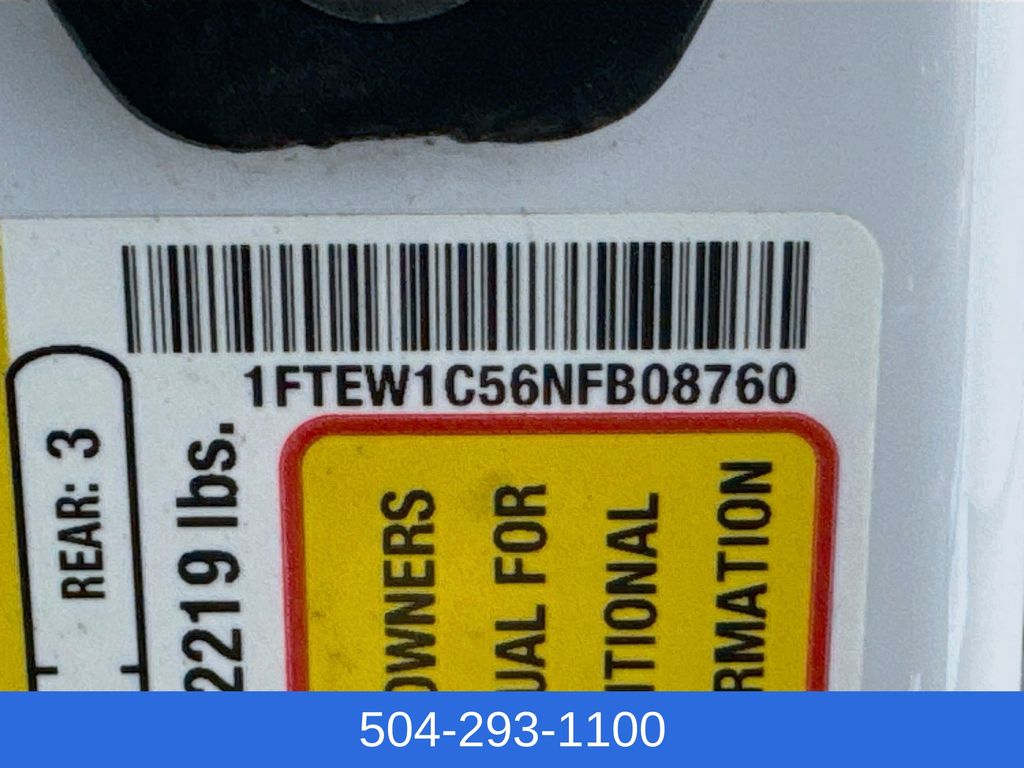 1FTEW1C56NFB08760
REAR: 3
2219 lbs.
OWNERS
UAL FOR
ITIONAL
RMATION
504-293-1100